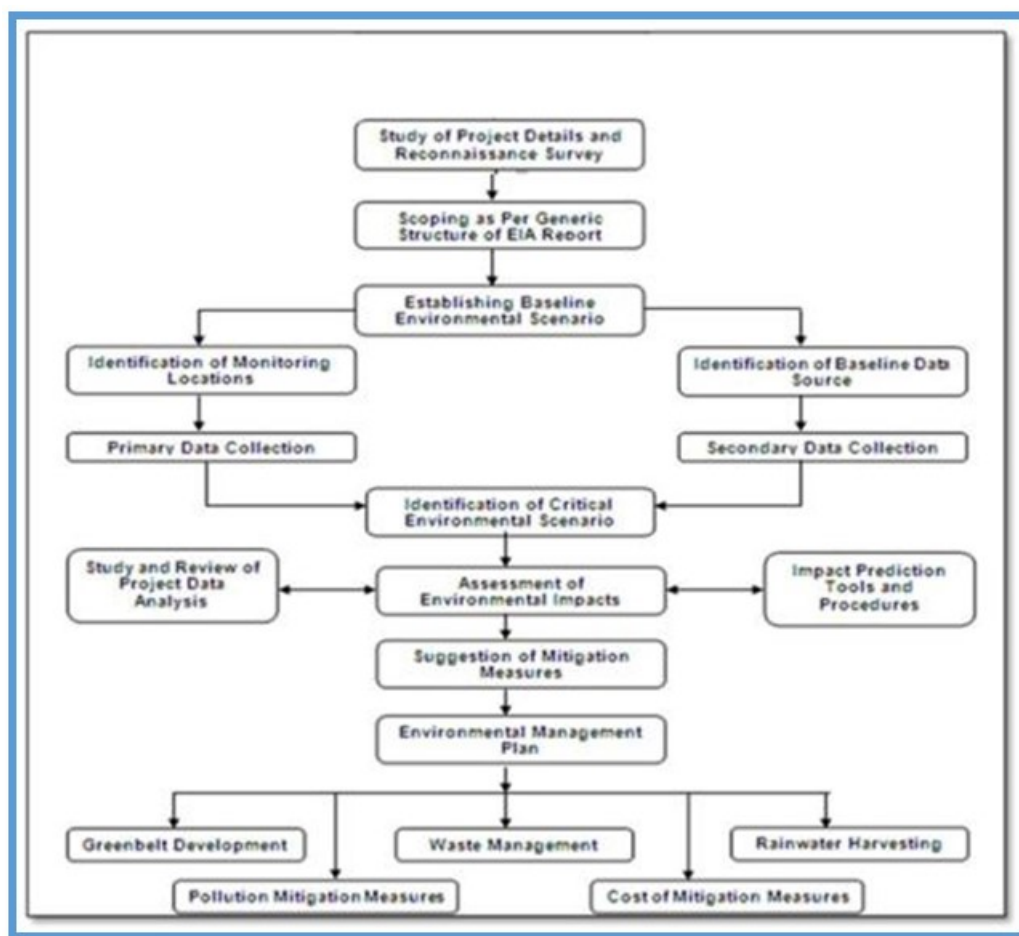 Study of Project Details and
Reconnaissance Survey
Scoping as Per Generic
Structure of EIA Report
Establishing Baseline
Environmental Scenario
Identification of Monitoring
Locations
Identification of Baseline Data
Source
Primary Data Collection
Secondary Data Collection
Identification of Critical
Environmental Scenario
Study and Review of
Project Data
Analysis
Assessment of
Environmental Impacts
Impact Prediction
Tools and
Procedures
Suggestion of Mitigation
Measures
Environmental Management
Plan
Greenbelt Development
Waste Management
Rainwater Harvesting
Pollution Mitigation Measures
Cost of Mitigation Measures